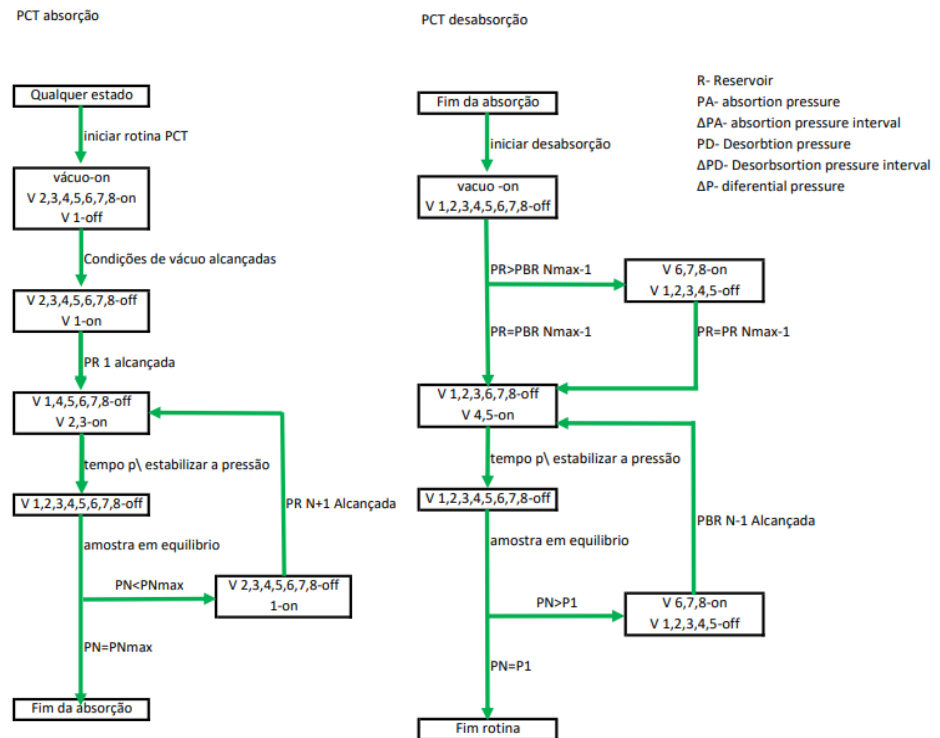 PCT absorção
Qualquer estado
iniciar rotina PCT
vácuo-on
V 2,3,4,5,6,7,8-on
V 1-off
Condições de vácuo alcançadas
V 2,3,4,5,6,7,8-off
V 1-on
PR 1 alcançada
V 1,4,5,6,7,8-off
V 2,3-on
tempo p\ estabilizar a pressão
V 1,2,3,4,5,6,7,8-off
PR N+1 Alcançada
amostra em equilibrio
PN<PNmax
V 2,3,4,5,6,7,8-off
1-on
PN=PNmax
Fim da absorção
PCT desabsorção
Fim da absorção
iniciar desabsorção
vacuo -on
V 1,2,3,4,5,6,7,8-off
PR>PBR Nmax-1
V 6,7,8-on
V 1,2,3,4,5-off
PR=PBR Nmax-1
PR=PR Nmax-1
V 1,2,3,6,7,8-off
V 4,5-on
tempo p\ estabilizar a pressão
V 1,2,3,4,5,6,7,8-off
PBR N-1 Alcançada
amostra em equilibrio
PN>P1
V 6,7,8-on
V 1,2,3,4,5-off
PN=P1
Fim rotina
R- Reservoir
PA- absortion pressure
ΔPA- absortion pressure interval
PD- Desorbtion pressure
ΔPD- Desorbsortion pressure interval
ΔP- diferential pressure